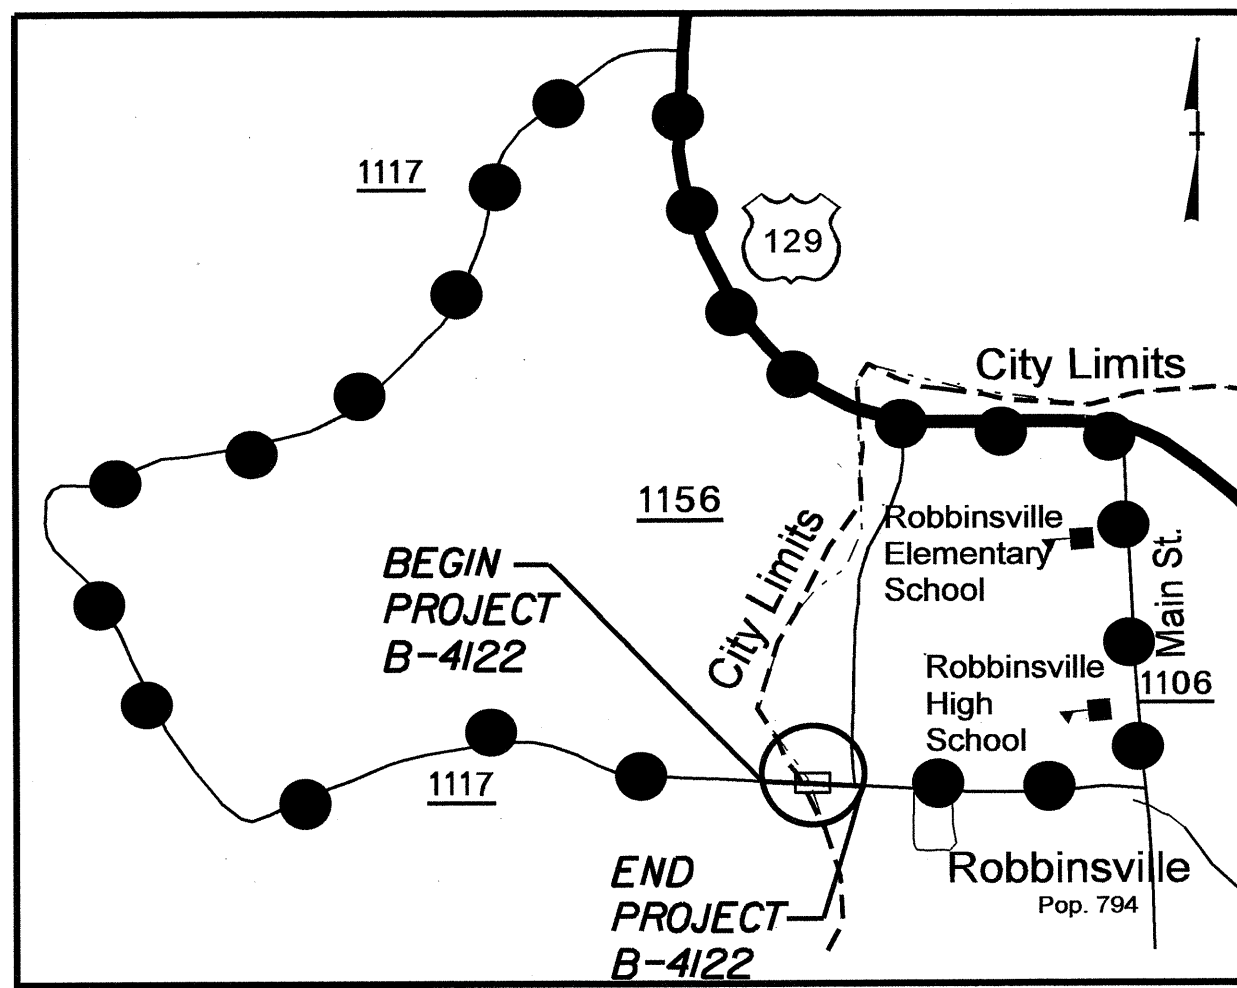 1117
129
City Limits
1156
City Limits
Robbinsville
Elementary
School
Main St.
BEGIN
PROJECT
B-4122
Robbinsville
High
School
1106
1117
END
PROJECT
B-4122
Robbinsville
Pop. 794